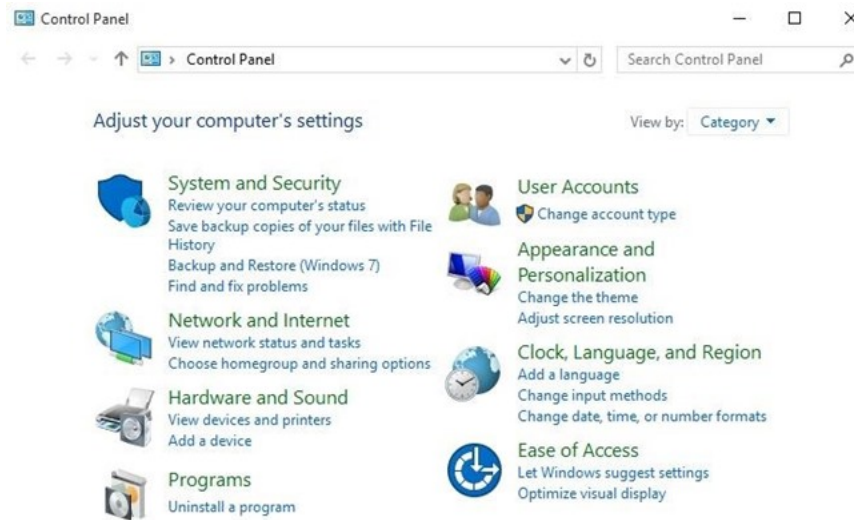 Control Panel
Control Panel
Search Control Panel
Adjust your computer's settings
View by: Category
System and Security
Review your computer's status
Save backup copies of your files with File
History
Backup and Restore (Windows 7)
Find and fix problems
Network and Internet
View network status and tasks
Choose homegroup and sharing options
Hardware and Sound
View devices and printers
Add a device
Programs
Uninstall a program
User Accounts
Change account type
Appearance and
Personalization
Change the theme
Adjust screen resolution
Clock, Language, and Region
Add a language
Change input methods
Change date, time, or number formats
Ease of Access
Let Windows suggest settings
Optimize visual display